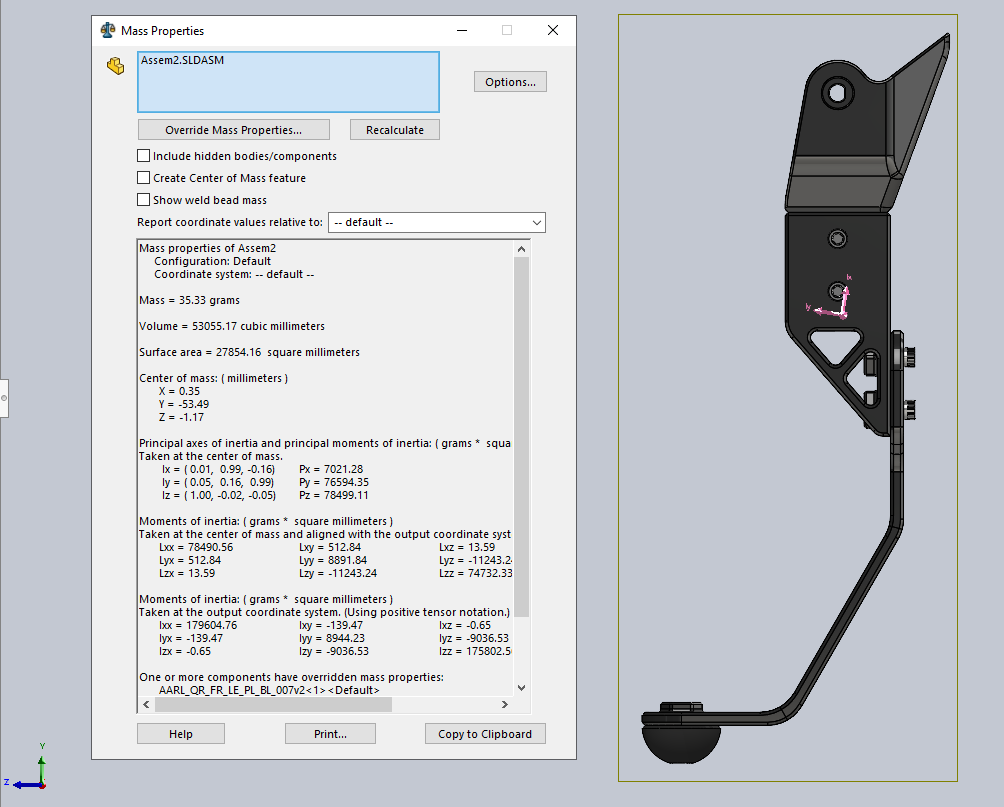 Mass Properties
Assem2.SLDASM
Options...
Override Mass Properties...
Recalculate
Include hidden bodies/components
Create Center of Mass feature
Show weld bead mass
Report coordinate values relative to:
-- default --
Mass properties of Assem2
Configuration: Default
Coordinate system: -- default --
Mass = 35.33 grams
Volume = 53055.17 cubic millimeters
Surface area = 27854.16 square millimeters
Center of mass: ( millimeters )
X = 0.35
Y = -53.49
Z = -1.17
Principal axes of inertia and principal moments of inertia: ( grams * squa
Taken at the center of mass.
Ix = ( 0.01, 0.99, -0.16) Px = 7021.28
Iy = ( 0.05, 0.16, 0.99) Py = 76594.35
Iz = ( 1.00, -0.02, -0.05) Pz = 78499.11
Moments of inertia: ( grams * square millimeters )
Taken at the center of mass and aligned with the output coordinate syst
Lxx = 78490.56 Lxy = 512.84 Lxz = 13.59
Lyx = 512.84 Lyy = 8891.84 Lyz = -11243.2
Lzx = 13.59 Lzy = -11243.24 Lzz = 74732.33
Moments of inertia: ( grams * square millimeters )
Taken at the output coordinate system. (Using positive tensor notation.)
Ixx = 179604.76 Ixy = -139.47 Ixz = -0.65
Iyx = -139.47 Iyy = 8944.23 Iyz = -9036.53
Izx = -0.65 Izy = -9036.53 Izz = 175802.5
One or more components have overridden mass properties:
AARL_QR_FR_LE_PL_BL_007v2<1><Default>
Help
Print...
Copy to Clipboard
Ix
Iy
Y
Z